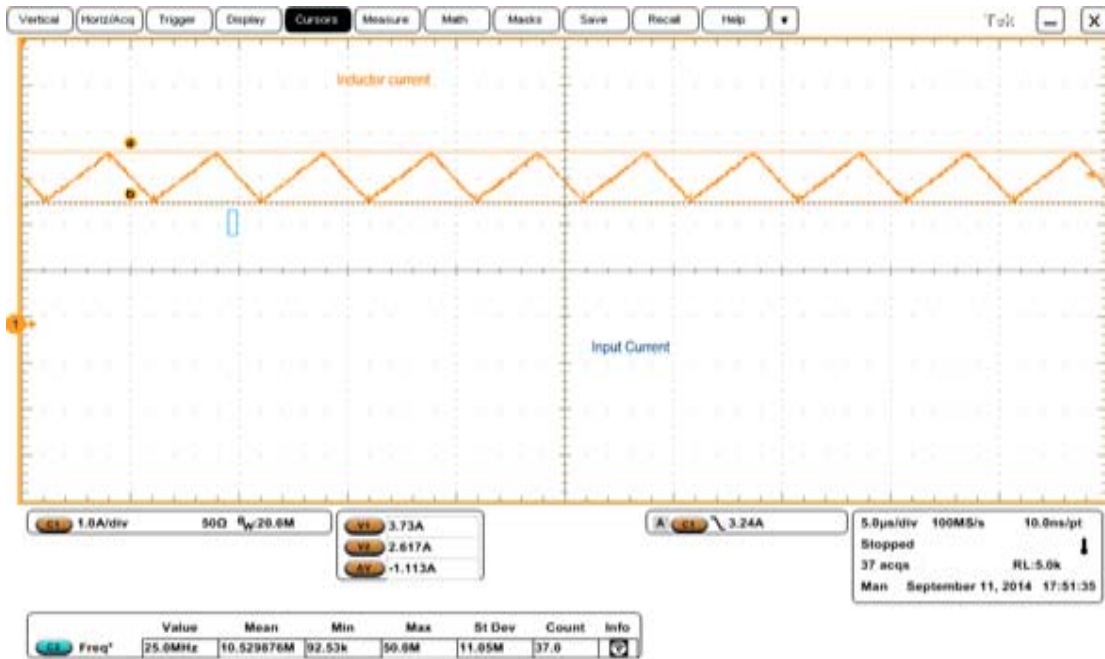 Vertical Horiz/Acq Trigger Display Cursors Measure Math Masks Save Recall Help Tek X
Inductor current
a
b
1
Input Current
C1 1.0A/div 50Ω BW:20.0M
V1 3.73A
V2 2.617A
ΔV -1.113A
A' C1 3.24A
5.0µs/div 100MS/s 10.0ns/pt
Stopped
37 acqs RL:5.0k
Man September 11, 2014 17:51:35
Value Mean Min Max St Dev Count Info
C2 Freq* 25.0MHz 10.529876M 92.53k 50.0M 11.05M 37.0